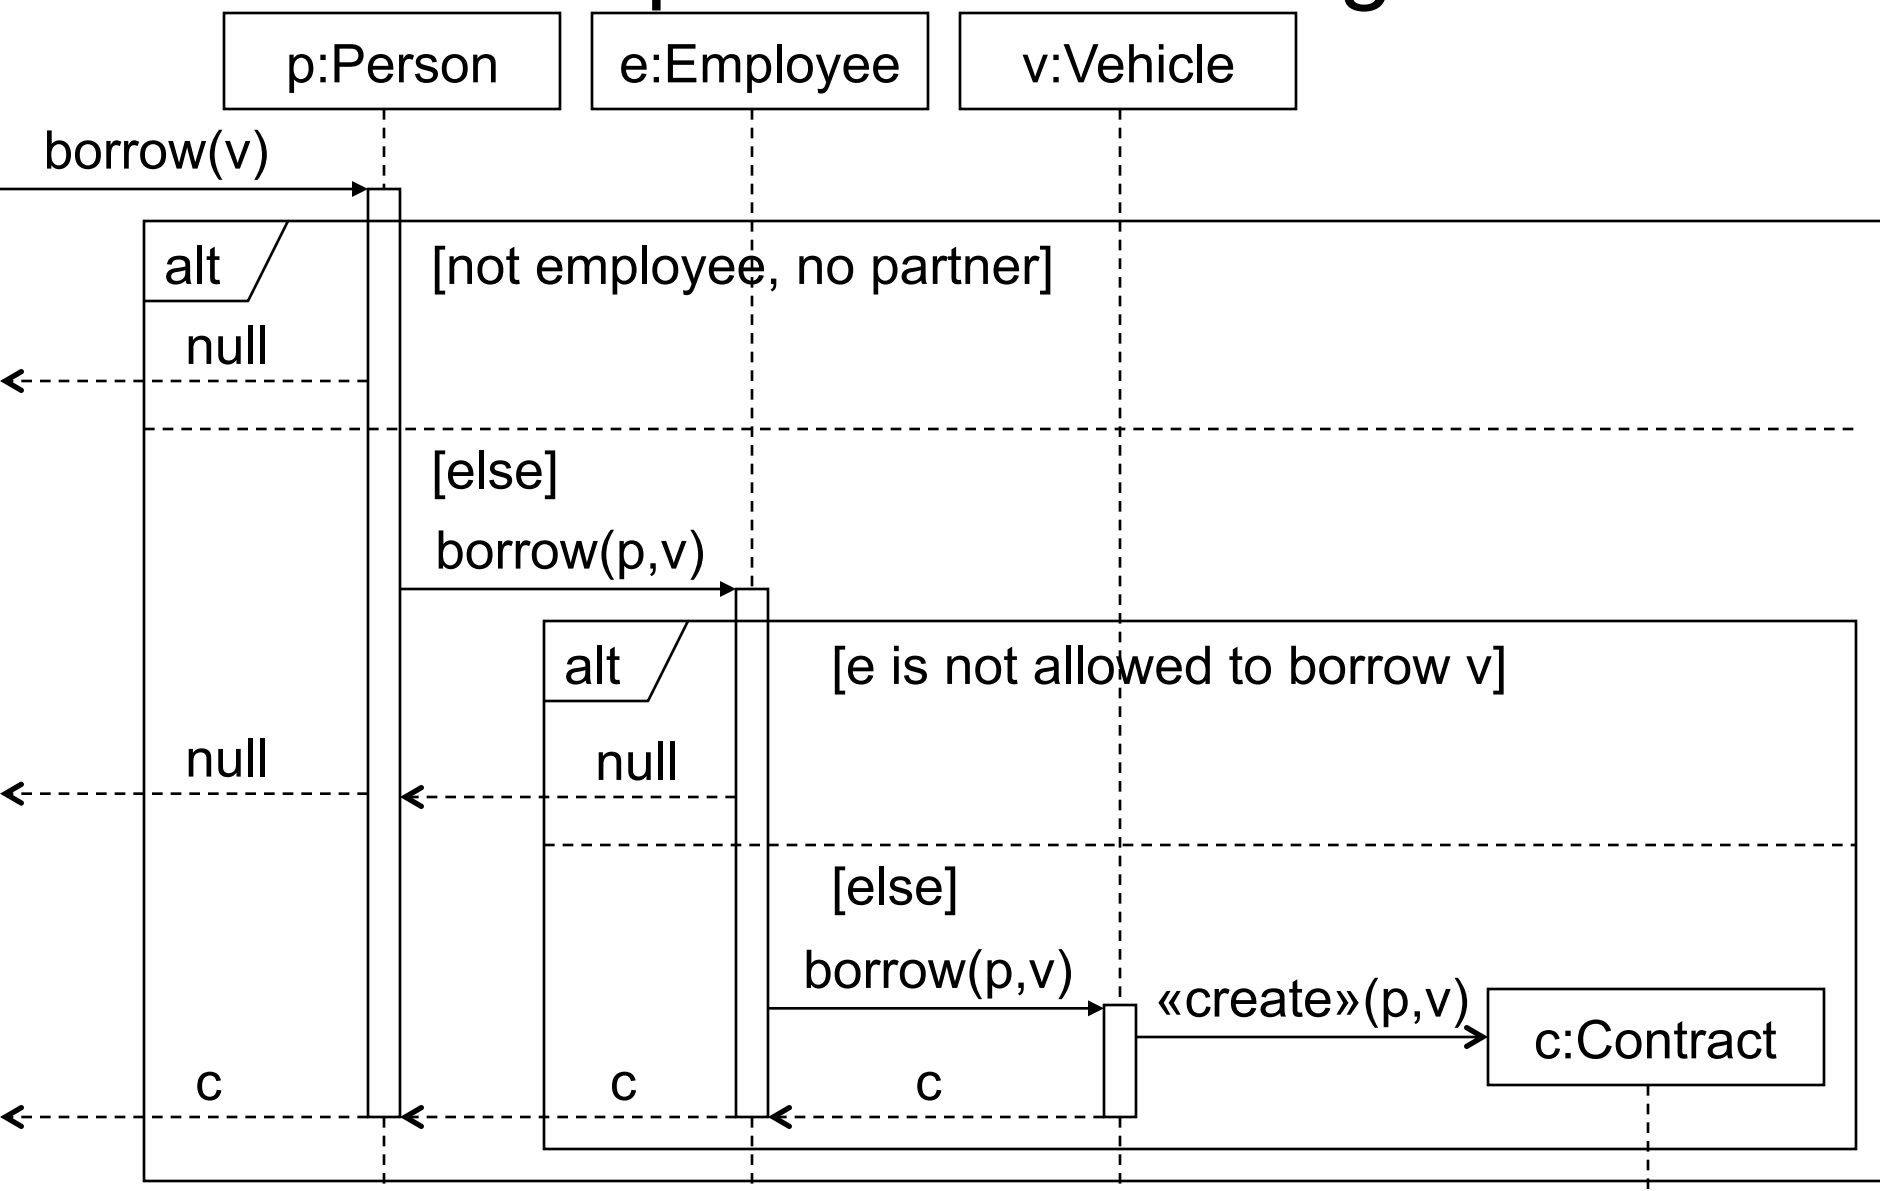 p:Person
e:Employee
v:Vehicle
borrow(v)
alt
[not employee, no partner]
null
[else]
borrow(p,v)
alt
[e is not allowed to borrow v]
null
null
[else]
borrow(p,v)
«create»(p,v)
c:Contract
c
c
c